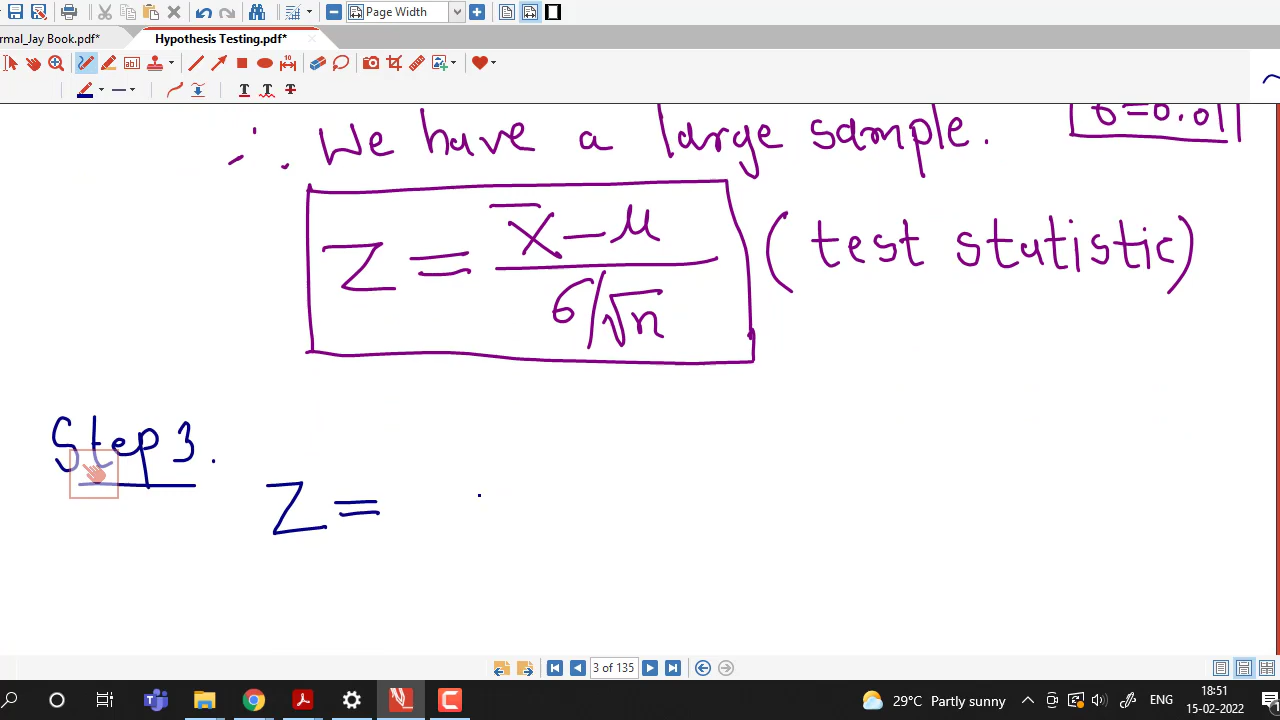 Page Width
rmal_Jay Book.pdf*
Hypothesis Testing.pdf*
10
T T T
∴ We have a large sample.
σ=0.01
Z = X̅ − μ / σ/√n (test statistic)
Step 3.
Z =
3 of 135
29°C Partly sunny
ENG
18:51
15-02-2022